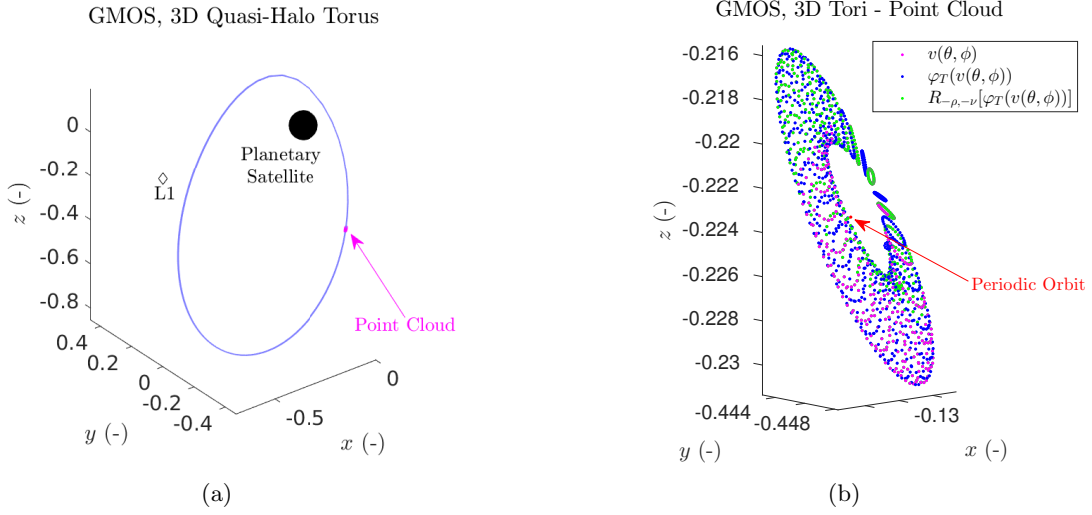 GMOS, 3D Quasi-Halo Torus
0
-0.2
-0.4
-0.6
-0.8
z (-)
Planetary
Satellite
L1
Point Cloud
0.4
0.2
0
-0.2
-0.4
y (-)
-0.5
0
x (-)
(a)
GMOS, 3D Tori - Point Cloud
v(θ, ϕ)
φ_T(v(θ, ϕ))
R_{-ρ,-ν}[φ_T(v(θ, ϕ))]
-0.216
-0.218
-0.22
-0.222
-0.224
-0.226
-0.228
-0.23
z (-)
Periodic Orbit
-0.444
-0.448
y (-)
-0.13
x (-)
(b)